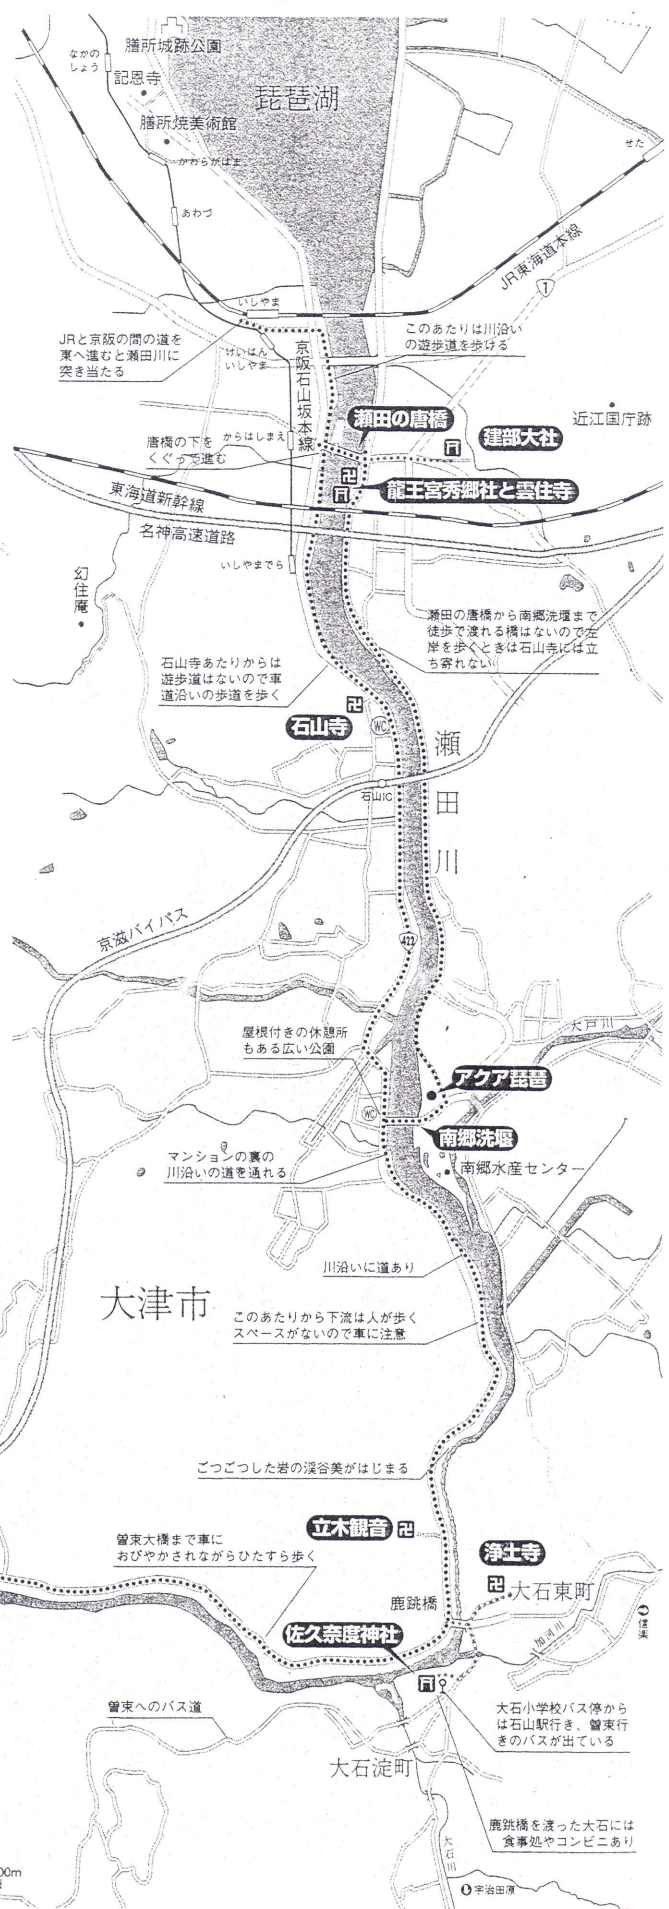 膳所城跡公園
なかの
しょう
記恩寺
琵琶湖
膳所焼美術館
かわらがはま
せた
あわづ
JR東海道本線
1
いしやま
JRと京阪の間の道を
東へ進むと瀬田川に
突き当たる
けいはん
いしやま
京阪石山坂本線
このあたりは川沿い
の遊歩道を歩ける
瀬田の唐橋
近江国庁跡
建部大社
唐橋の下を
くぐって進む
からはしまえ
龍王宮秀郷社と雲住寺
東海道新幹線
名神高速道路
いしやまでら
幻住庵
瀬田の唐橋から南郷洗堰まで
徒歩で渡れる橋はないので左
岸を歩くときは石山寺には立
ち寄れない
石山寺あたりからは
遊歩道はないので車
道沿いの歩道を歩く
石山寺
WC
瀬田川
石山IC
京滋バイパス
422
大戸川
屋根付きの休憩所
もある広い公園
アクア琵琶
WC
南郷洗堰
マンションの裏の
川沿いの道を通れる
南郷水産センター
川沿いに道あり
大津市
このあたりから下流は人が歩く
スペースがないので車に注意
ごつごつした岩の渓谷美がはじまる
立木観音
曽束大橋まで車に
おびやかされながらひたすら歩く
浄土寺
大石東町
鹿跳橋
信楽
佐久奈度神社
曽束へのバス道
大石小学校バス停から
は石山駅行き、曽束行
きのバスが出ている
大石淀町
鹿跳橋を渡った大石には
食事処やコンビニあり
大石川
宇治田原
00m